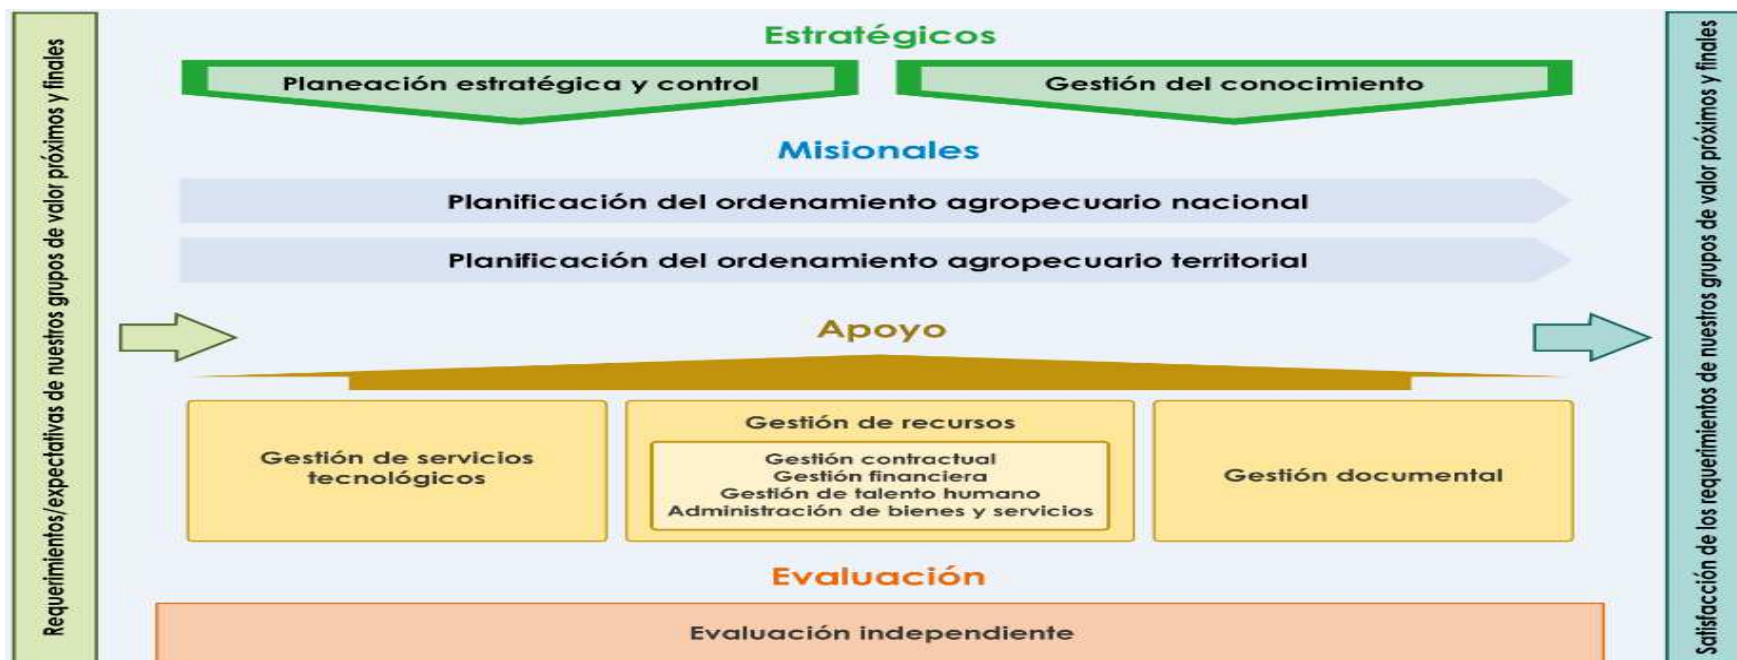 Requerimientos/expectativas de nuestros grupos de valor próximos y finales
Estratégicos
Planeación estratégica y control
Gestión del conocimiento
Misionales
Planificación del ordenamiento agropecuario nacional
Planificación del ordenamiento agropecuario territorial
Apoyo
Gestión de servicios
tecnológicos
Gestión de recursos
Gestión contractual
Gestión financiera
Gestión de talento humano
Administración de bienes y servicios
Gestión documental
Evaluación
Evaluación independiente
Satisfacción de los requerimientos de nuestros grupos de valor próximos y finales